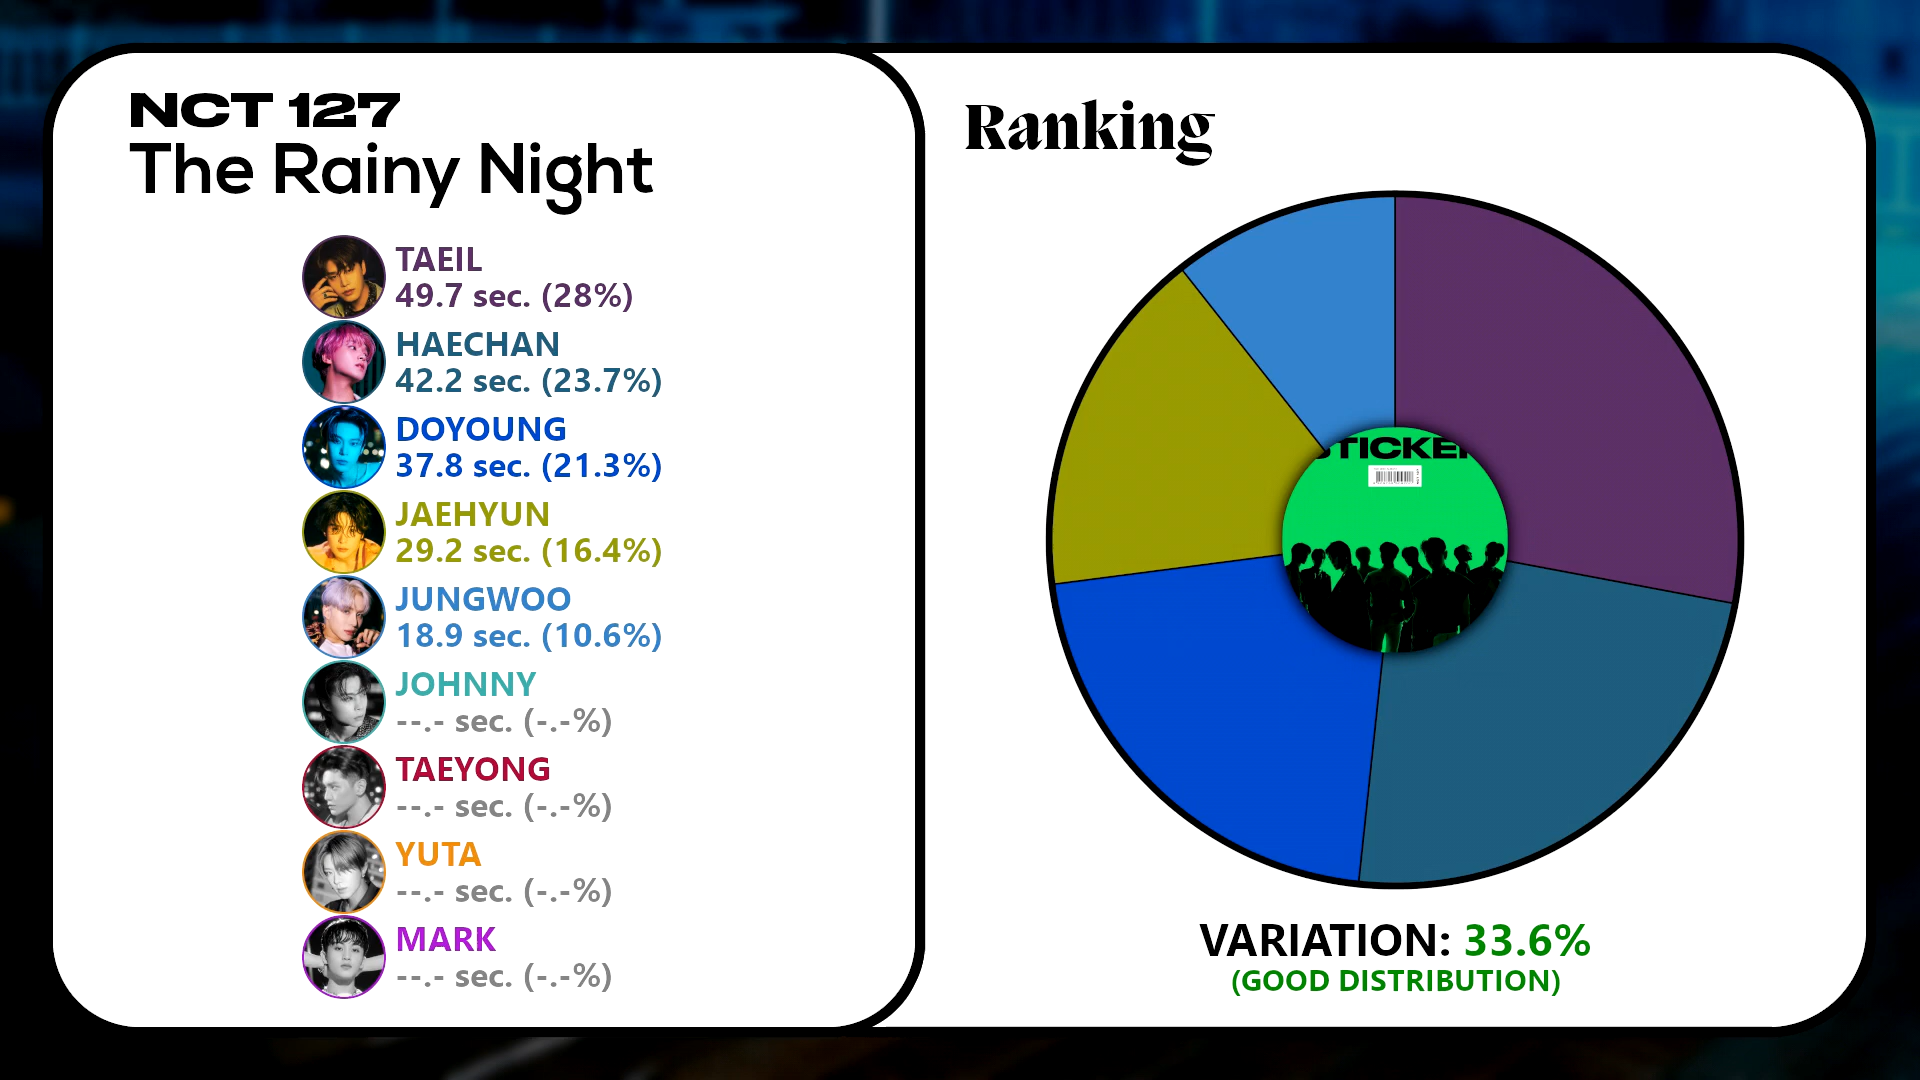 NCT 127
The Rainy Night
TAEIL
49.7 sec. (28%)
HAECHAN
42.2 sec. (23.7%)
DOYOUNG
37.8 sec. (21.3%)
JAEHYUN
29.2 sec. (16.4%)
JUNGWOO
18.9 sec. (10.6%)
JOHNNY
--.- sec. (-.-%)
TAEYONG
--.- sec. (-.-%)
YUTA
--.- sec. (-.-%)
MARK
--.- sec. (-.-%)
Ranking
STICKER
VARIATION: 33.6%
(GOOD DISTRIBUTION)